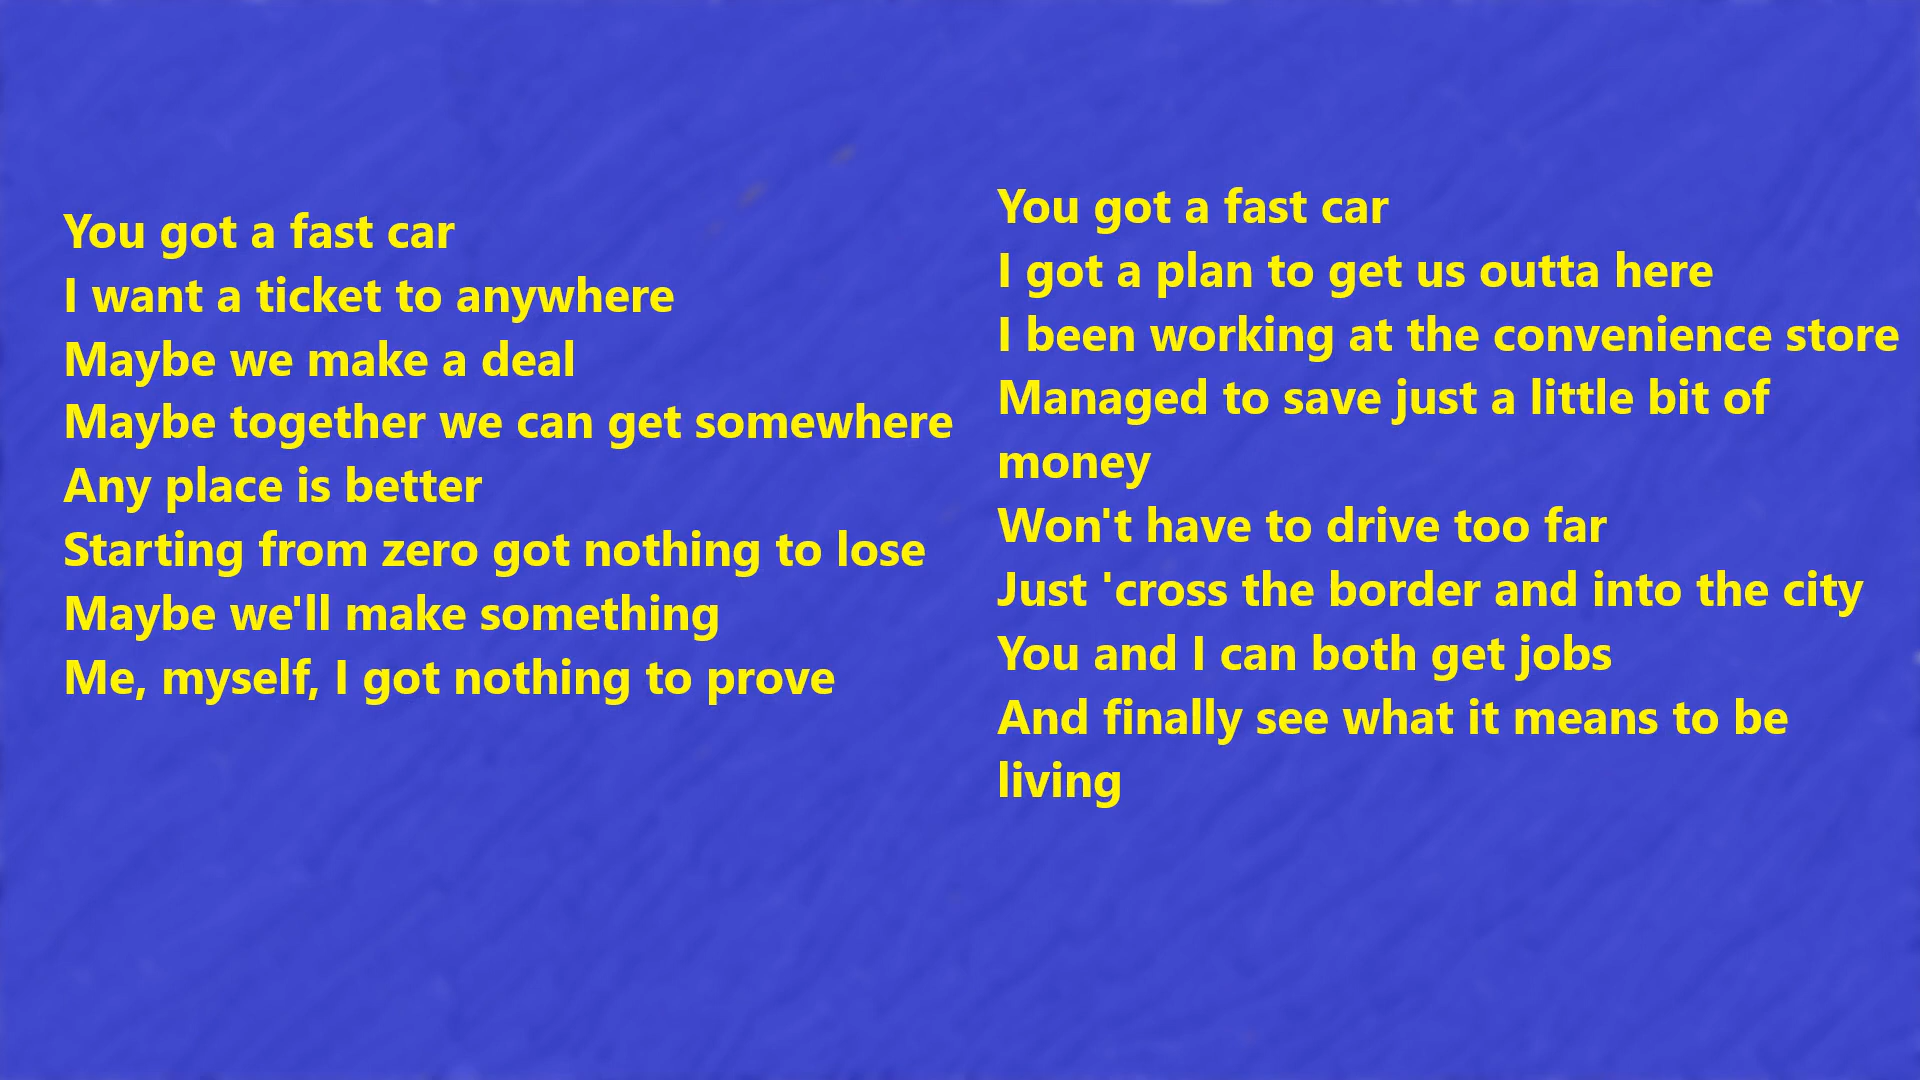 You got a fast car
I want a ticket to anywhere
Maybe we make a deal
Maybe together we can get somewhere
Any place is better
Starting from zero got nothing to lose
Maybe we'll make something
Me, myself, I got nothing to prove
You got a fast car
I got a plan to get us outta here
I been working at the convenience store
Managed to save just a little bit of
money
Won't have to drive too far
Just 'cross the border and into the city
You and I can both get jobs
And finally see what it means to be
living